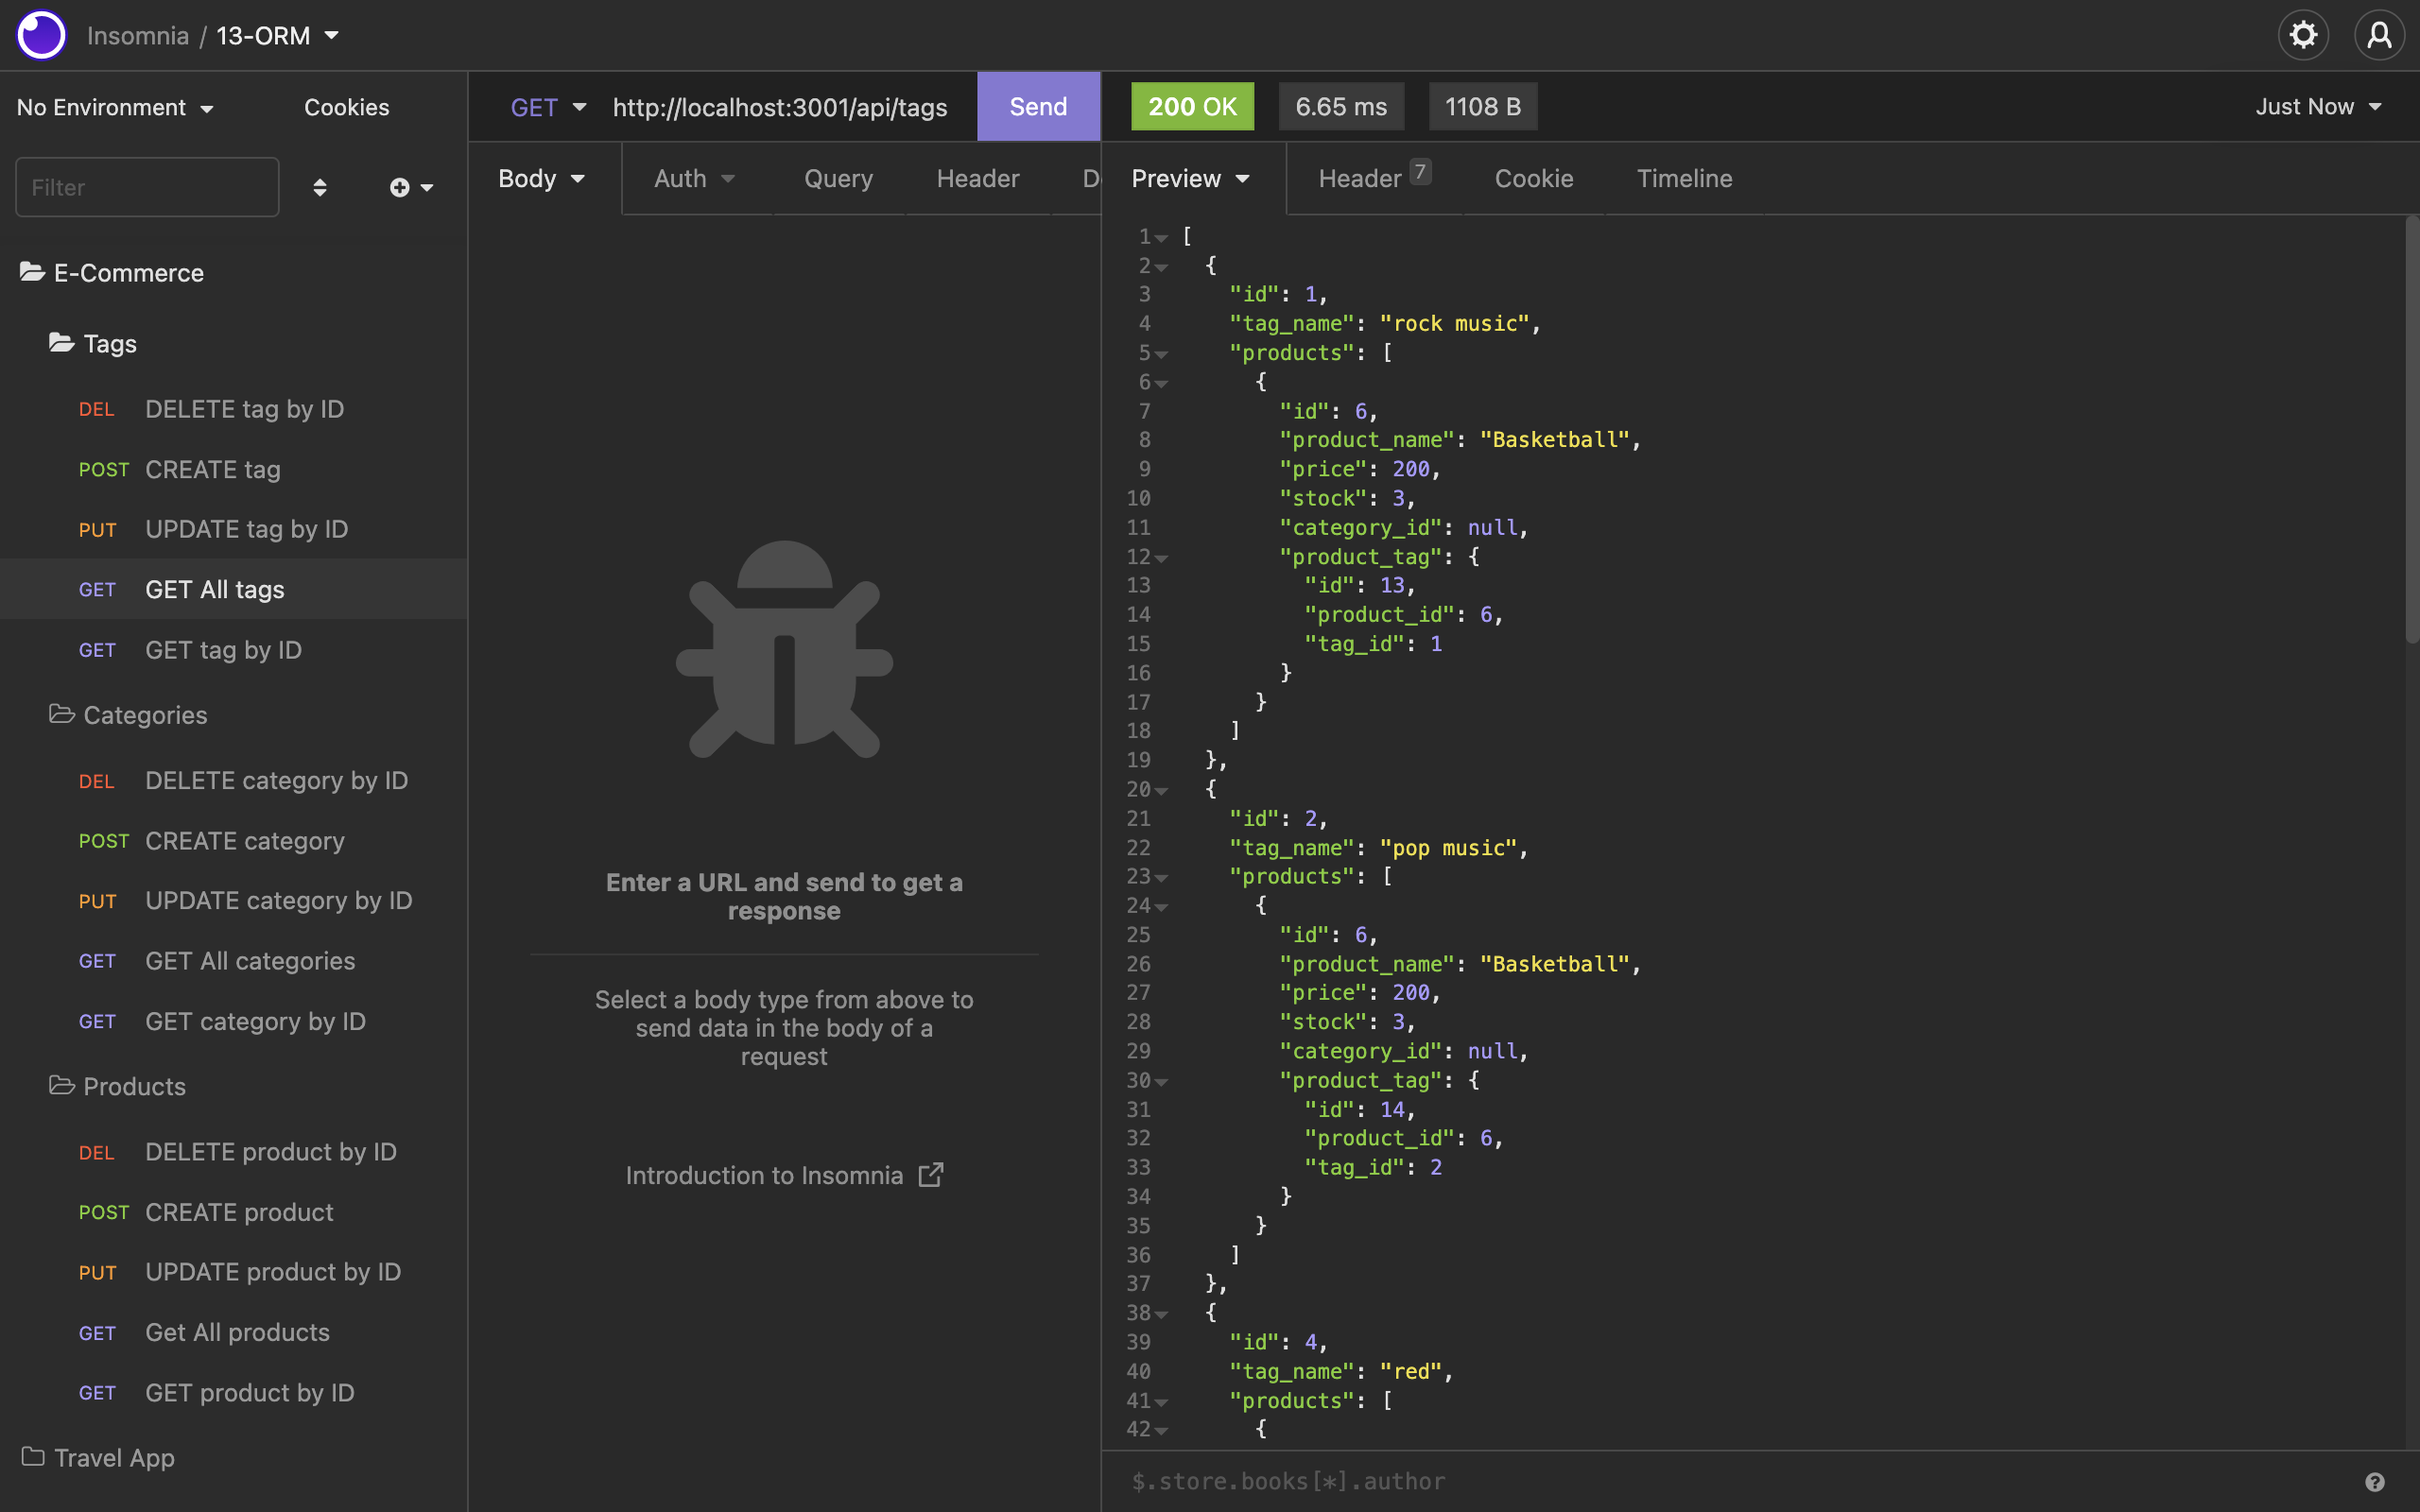 Insomnia / 13-ORM
No Environment
Cookies
Filter
E-Commerce
Tags
DEL DELETE tag by ID
POST CREATE tag
PUT UPDATE tag by ID
GET GET All tags
GET GET tag by ID
Categories
DEL DELETE category by ID
POST CREATE category
PUT UPDATE category by ID
GET GET All categories
GET GET category by ID
Products
DEL DELETE product by ID
POST CREATE product
PUT UPDATE product by ID
GET Get All products
GET GET product by ID
Travel App
GET http://localhost:3001/api/tags Send
Body Auth Query Header D
Enter a URL and send to get a
response
Select a body type from above to
send data in the body of a
request
Introduction to Insomnia
200 OK 6.65 ms 1108 B Just Now
Preview Header 7 Cookie Timeline
1 [
2 {
3 "id": 1,
4 "tag_name": "rock music",
5 "products": [
6 {
7 "id": 6,
8 "product_name": "Basketball",
9 "price": 200,
10 "stock": 3,
11 "category_id": null,
12 "product_tag": {
13 "id": 13,
14 "product_id": 6,
15 "tag_id": 1
16 }
17 }
18 ]
19 },
20 {
21 "id": 2,
22 "tag_name": "pop music",
23 "products": [
24 {
25 "id": 6,
26 "product_name": "Basketball",
27 "price": 200,
28 "stock": 3,
29 "category_id": null,
30 "product_tag": {
31 "id": 14,
32 "product_id": 6,
33 "tag_id": 2
34 }
35 }
36 ]
37 },
38 {
39 "id": 4,
40 "tag_name": "red",
41 "products": [
42 {
$.store.books[*].author